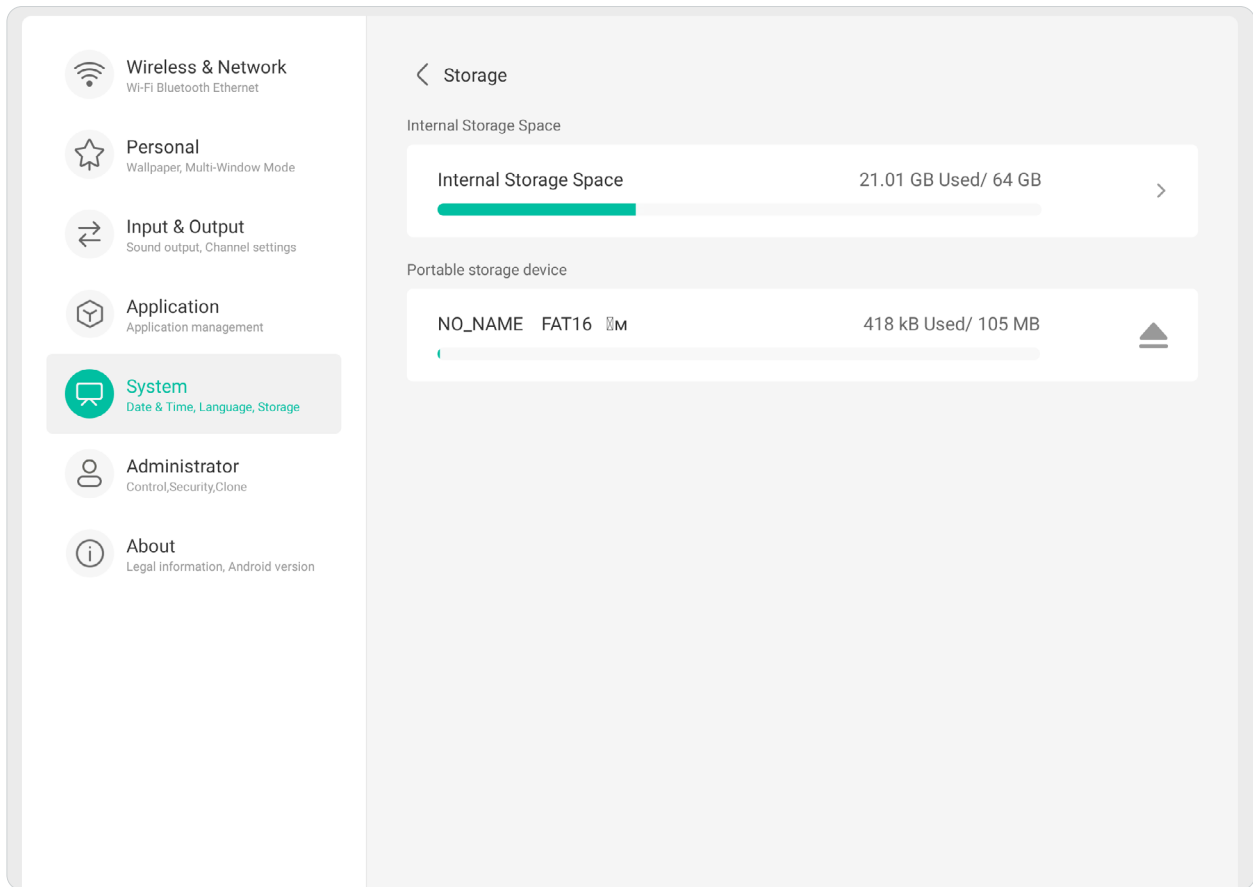 Wireless & Network
Wi-Fi Bluetooth Ethernet
Personal
Wallpaper, Multi-Window Mode
Input & Output
Sound output, Channel settings
Application
Application management
System
Date & Time, Language, Storage
Administrator
Control,Security,Clone
About
Legal information, Android version
Storage
Internal Storage Space
Internal Storage Space 21.01 GB Used/ 64 GB
Portable storage device
NO_NAME FAT16 418 kB Used/ 105 MB